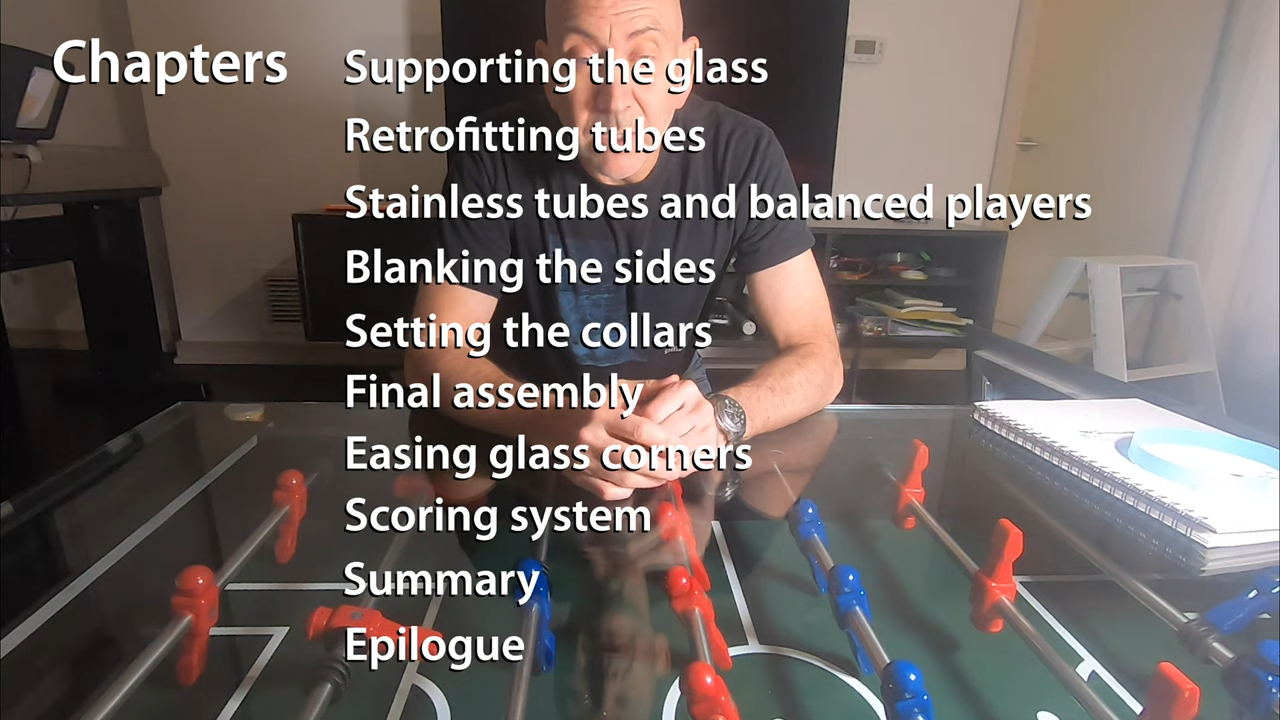 Chapters
Supporting the glass
Retrofitting tubes
Stainless tubes and balanced players
Blanking the sides
Setting the collars
Final assembly
Easing glass corners
Scoring system
Summary
Epilogue